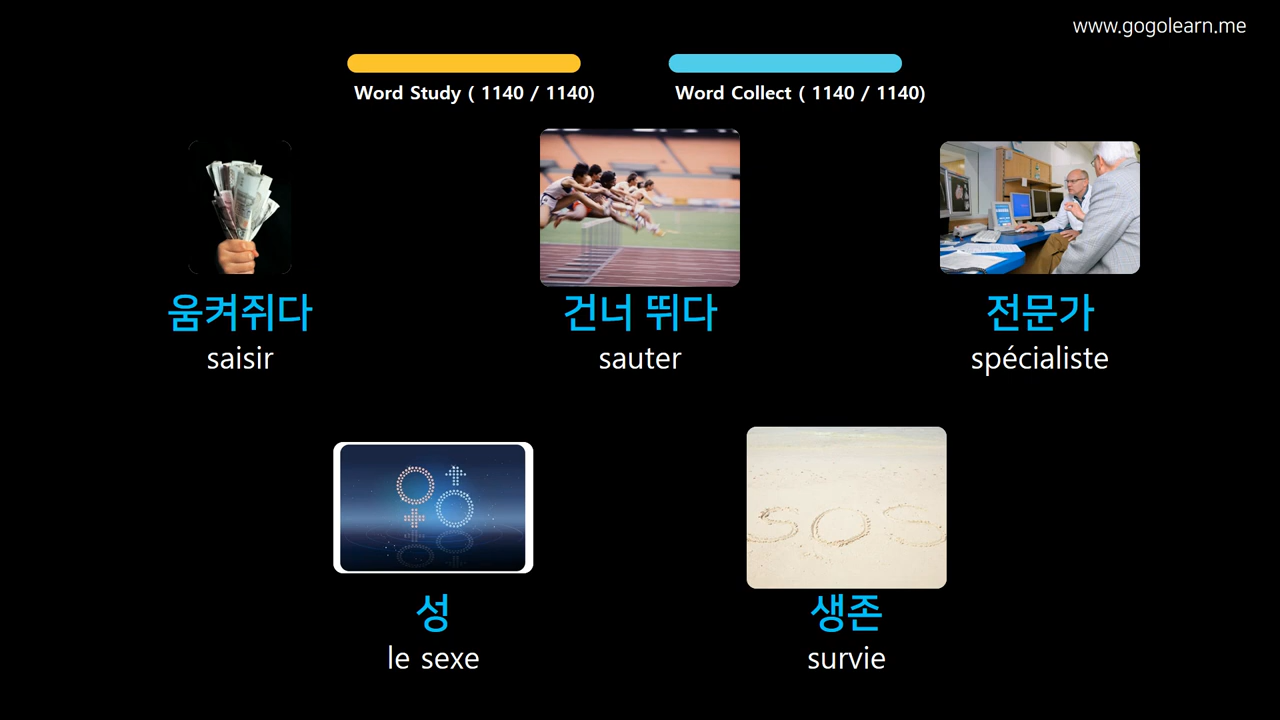 www.gogolearn.me
Word Study ( 1140 / 1140)
Word Collect ( 1140 / 1140)
움켜쥐다
saisir
건너 뛰다
sauter
전문가
spécialiste
SOS
성
le sexe
생존
survie